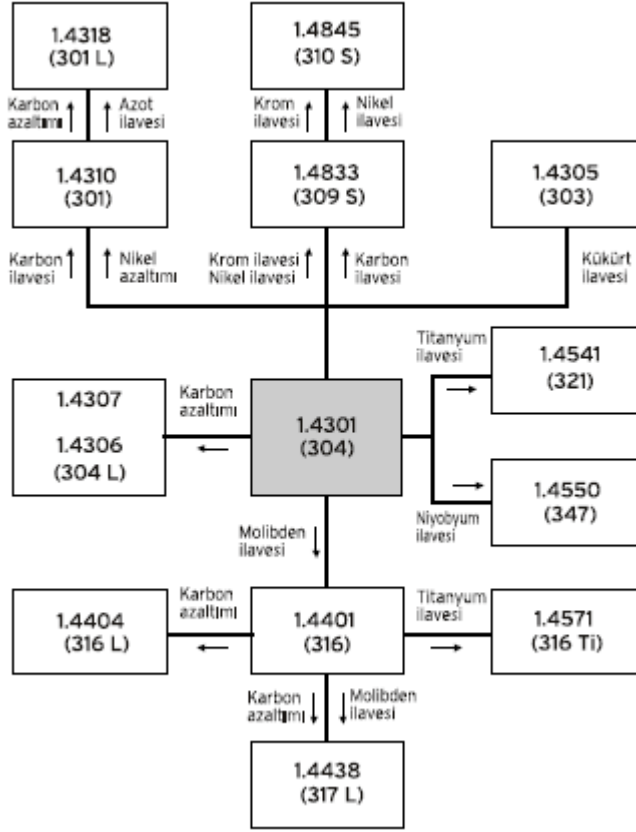 1.4318
(301 L)
1.4845
(310 S)
Karbon
azaltımı
Azot
ilavesi
Krom
ilavesi
Nikel
ilavesi
1.4310
(301)
1.4833
(309 S)
1.4305
(303)
Karbon
ilavesi
Nikel
azaltımı
Krom ilavesi
Nikel ilavesi
Karbon
ilavesi
Kükürt
ilavesi
Titanyum
ilavesi
1.4541
(321)
1.4307
1.4306
(304 L)
Karbon
azaltımı
1.4301
(304)
1.4550
(347)
Niyobyum
ilavesi
Molibden
ilavesi
1.4404
(316 L)
Karbon
azaltımı
1.4401
(316)
Titanyum
ilavesi
1.4571
(316 Ti)
Karbon
azaltımı
Molibden
ilavesi
1.4438
(317 L)